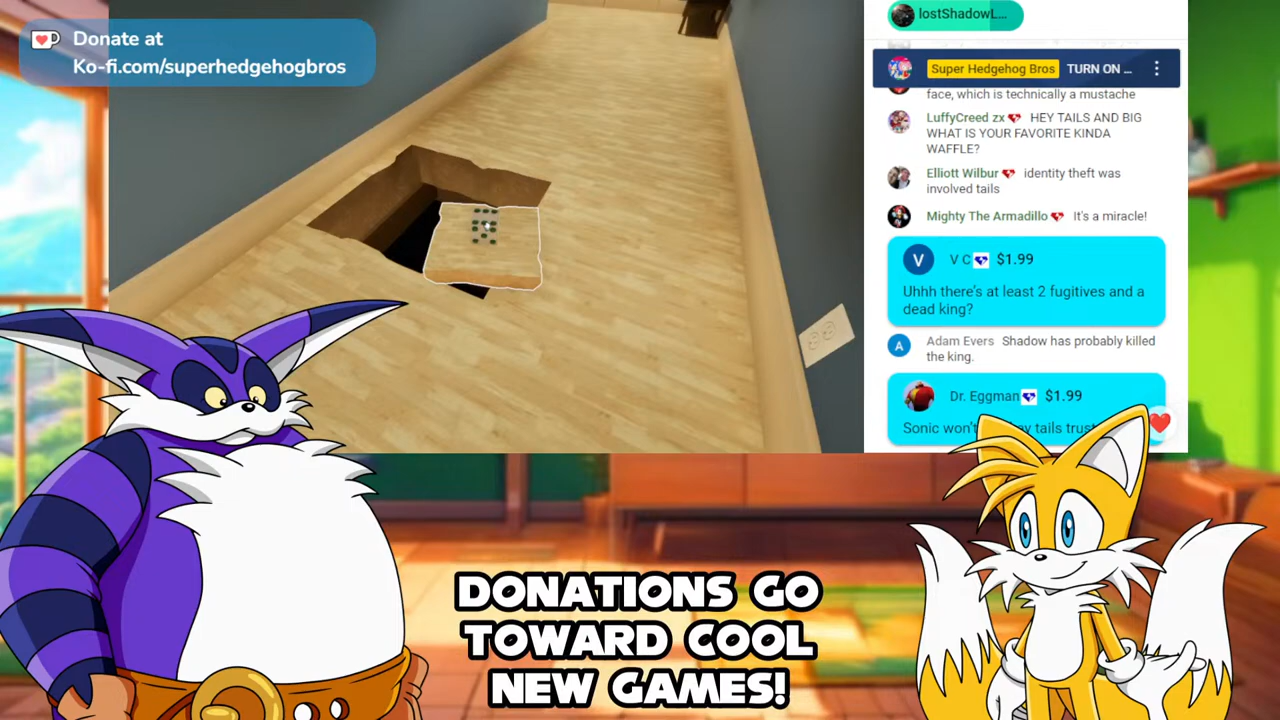 Donate at
Ko-fi.com/superhedgehogbros
lostShadowL...
Super Hedgehog Bros TURN ON ...
face, which is technically a mustache
LuffyCreed zx HEY TAILS AND BIG
WHAT IS YOUR FAVORITE KINDA
WAFFLE?
Elliott Wilbur identity theft was
involved tails
Mighty The Armadillo It's a miracle!
V
V C $1.99
Uhhh there's at least 2 fugitives and a
dead king?
A
Adam Evers Shadow has probably killed
the king.
Dr. Eggman $1.99
Sonic won't tails trust
DONATIONS GO
TOWARD COOL
NEW GAMES!